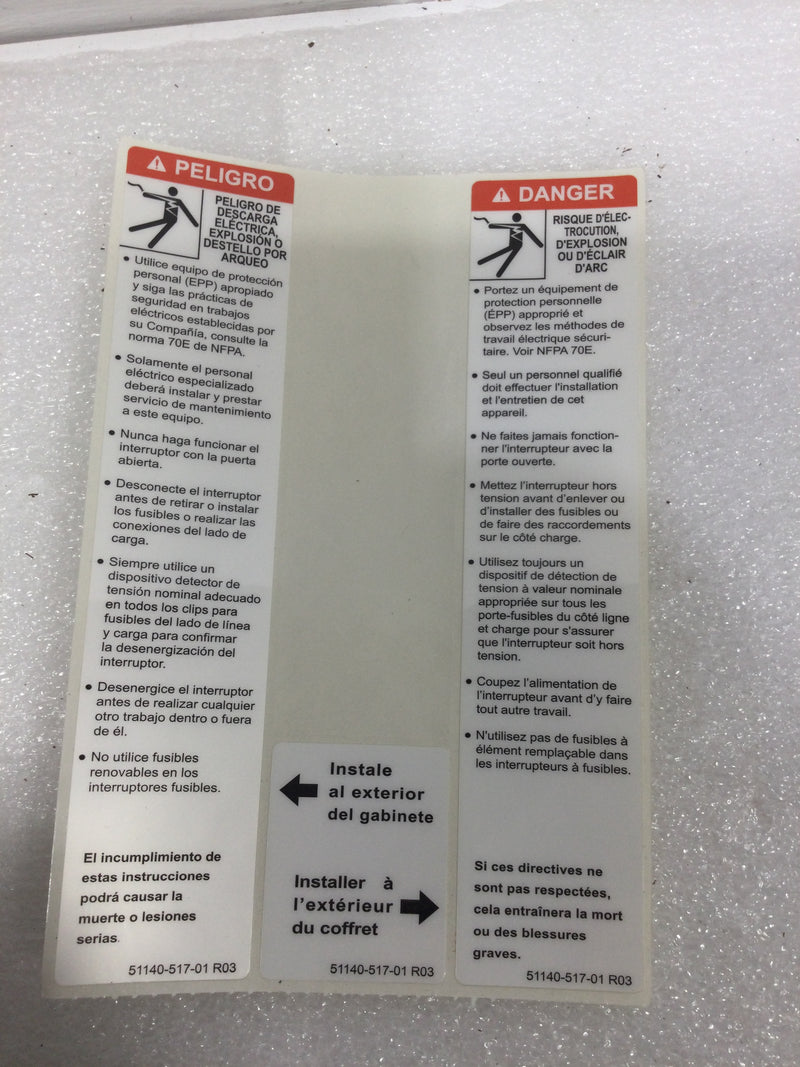 PELIGRO
PELIGRO DE
DESCARGA
ELÉCTRICA,
EXPLOSIÓN O
DESTELLO POR
ARQUEO
• Utilice equipo de protección
personal (EPP) apropiado
y siga las prácticas de
seguridad en trabajos
eléctricos establecidas por
su Compañía, consulte la
norma 70E de NFPA.
• Solamente el personal
eléctrico especializado
deberá instalar y prestar
servicio de mantenimiento
a este equipo.
• Nunca haga funcionar el
interruptor con la puerta
abierta.
• Desconecte el interruptor
antes de retirar o instalar
los fusibles o realizar las
conexiones del lado de
carga.
• Siempre utilice un
dispositivo detector de
tensión nominal adecuado
en todos los clips para
fusibles del lado de línea
y carga para confirmar
la desenergización del
interruptor.
• Desenergice el interruptor
antes de realizar cualquier
otro trabajo dentro o fuera
de él.
• No utilice fusibles
renovables en los
interruptores fusibles.
El incumplimiento de
estas instrucciones
podrá causar la
muerte o lesiones
serias.
51140-517-01 R03
Instale
al exterior
del gabinete
Installer à
l'extérieur
du coffret
51140-517-01 R03
DANGER
RISQUE D'ÉLEC-
TROCUTION,
D'EXPLOSION
OU D'ÉCLAIR
D'ARC
• Portez un équipement de
protection personnelle
(ÉPP) approprié et
observez les méthodes de
travail électrique sécuri-
taire. Voir NFPA 70E.
• Seul un personnel qualifié
doit effectuer l'installation
et l'entretien de cet
appareil.
• Ne faites jamais fonction-
ner l'interrupteur avec la
porte ouverte.
• Mettez l'interrupteur hors
tension avant d'enlever ou
d'installer des fusibles ou
de faire des raccordements
sur le côté charge.
• Utilisez toujours un
dispositif de détection de
tension à valeur nominale
appropriée sur tous les
porte-fusibles du côté ligne
et charge pour s'assurer
que l'interrupteur soit hors
tension.
• Coupez l'alimentation de
l'interrupteur avant d'y faire
tout autre travail.
• N'utilisez pas de fusibles à
élément remplaçable dans
les interrupteurs à fusibles.
Si ces directives ne
sont pas respectées,
cela entraînera la mort
ou des blessures
graves.
51140-517-01 R03